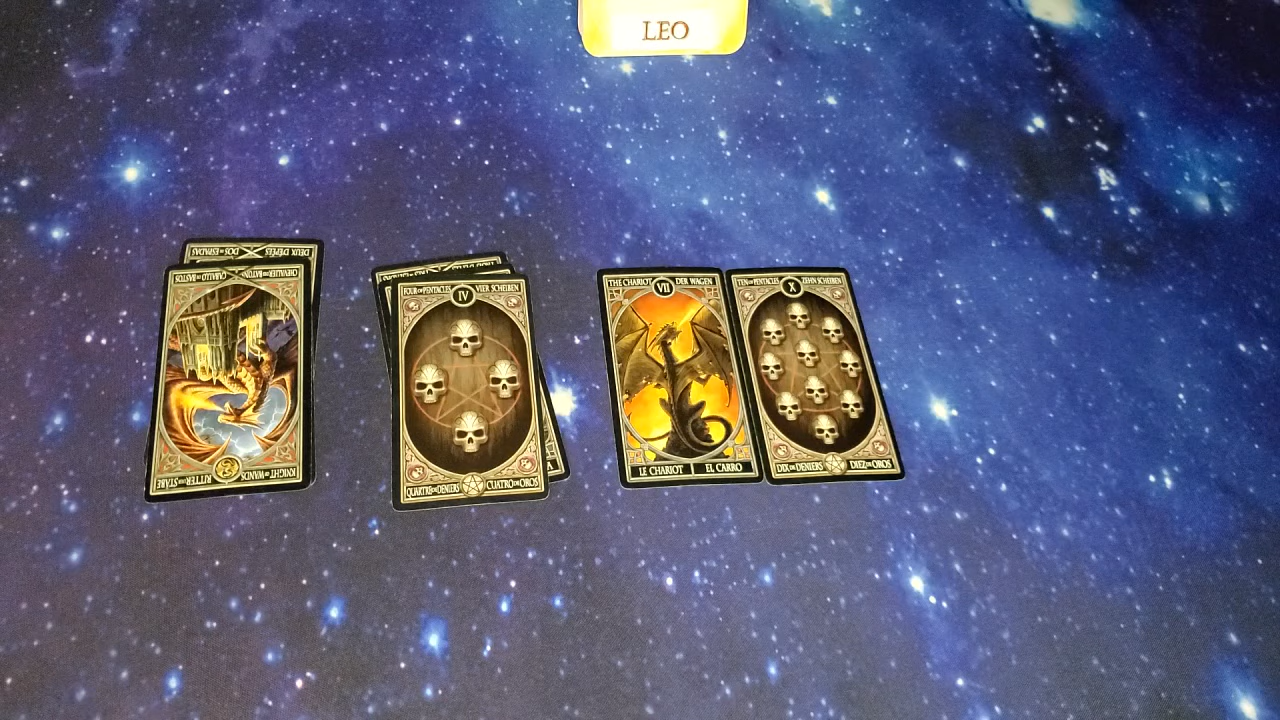 LEO
DEUX D'ÉPÉES DOS DE ESPADAS
CHEVALIER DES BATONS CABALLO DE BASTOS
KNIGHT OF WANDS RITTER DER STÄBE
FOUR OF PENTACLES IV VIER SCHEIBEN
QUATRE DE DENIERS CUATRO DE OROS
A
THE CHARIOT VII DER WAGEN
LE CHARIOT EL CARRO
TEN OF PENTACLES X ZEHN SCHEIBEN
DIX DE DENIERS DIEZ DE OROS